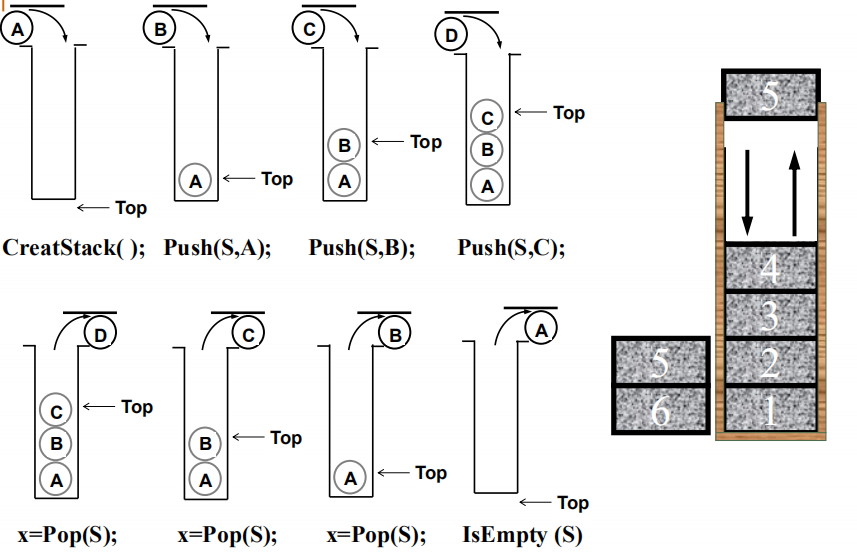 A B C D
C
B B
A A A
Top Top Top Top
CreatStack( ); Push(S,A); Push(S,B); Push(S,C);
D C B A
C
B B
A A A
Top Top Top Top
x=Pop(S); x=Pop(S); x=Pop(S); IsEmpty (S)
5
4
3
5 2
6 1